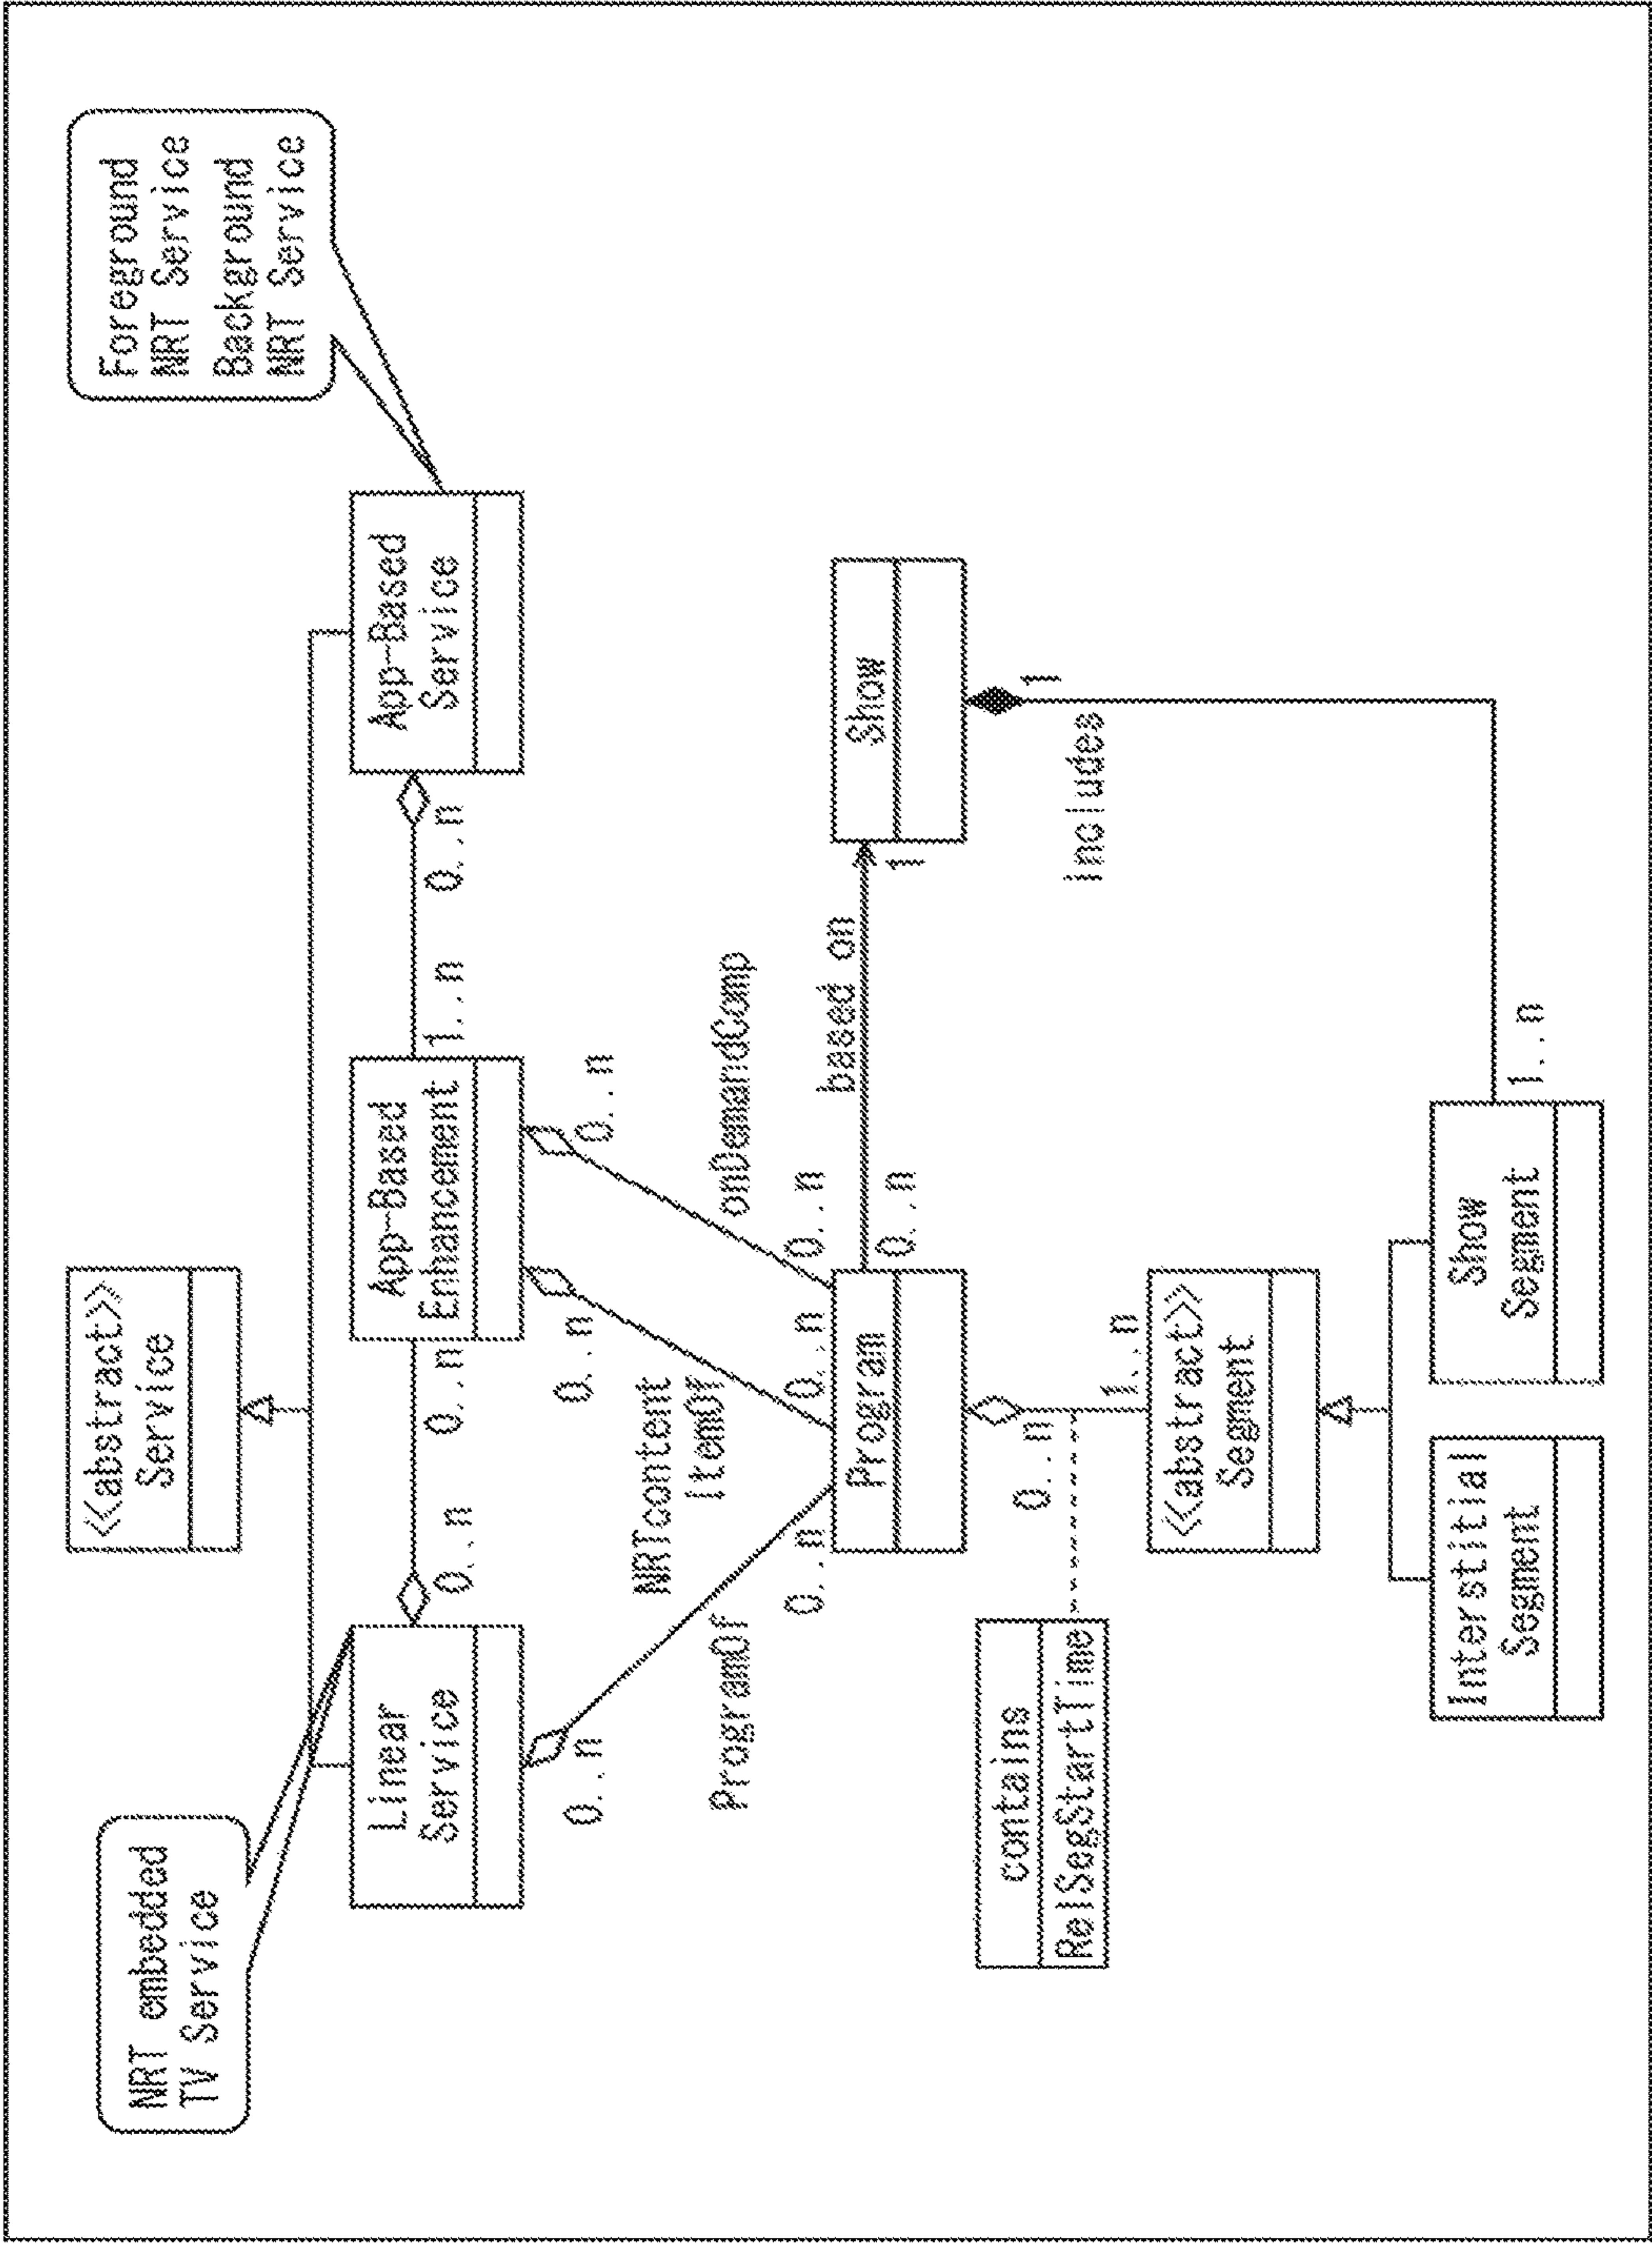 NRT embedded
TV Service
<<abstract>>
Service
Foreground
NRT Service
Background
NRT Service
Linear
Service
0..n
0..n
App-Based
Enhancement
1..n
0..n
App-Based
Service
0..n
0..n
0..n
ProgramOf
NRTcontent
ItemOf
onDemandComp
0..n
0..n
0..n
Program
0..n
based on
1
Show
1
includes
contains
RelSegStartTime
0..n
1..n
<<abstract>>
Segment
Interstitial
Segment
Show
Segment
1..n